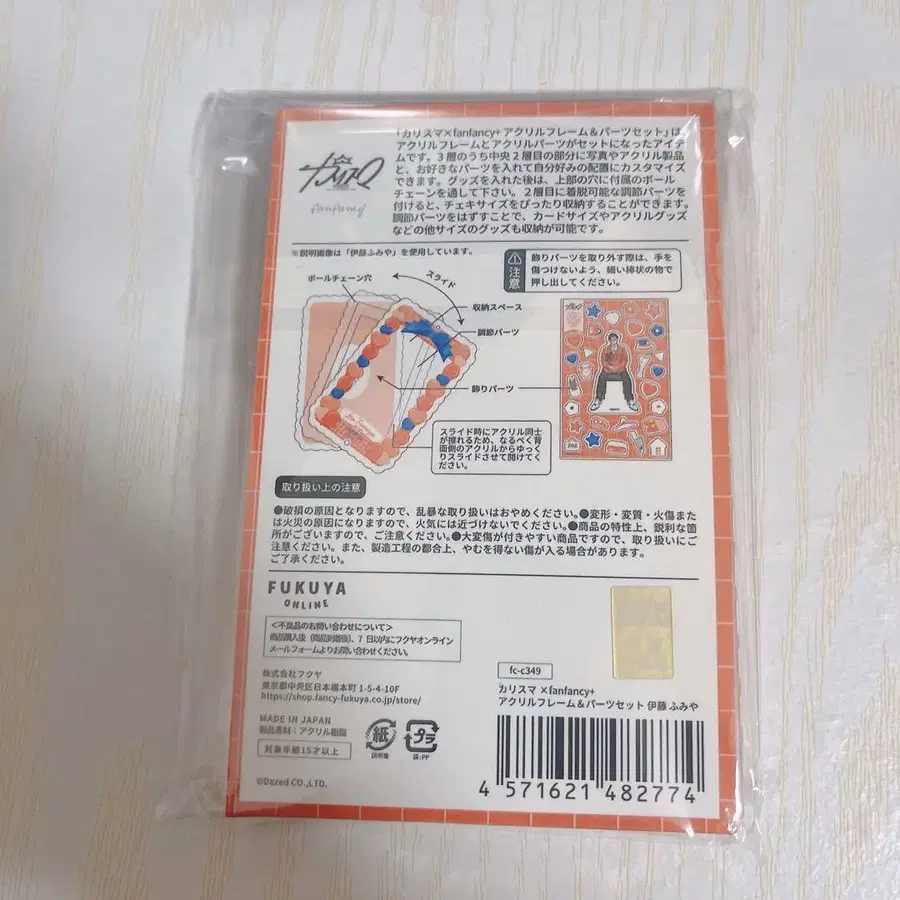 カリスマ
fanfancy+
「カリスマ×fanfancy+ アクリルフレーム＆パーツセット」は、
アクリルフレームとアクリルパーツがセットになったアイテ
ムです。3層のうち中央2層目の部分に写真やアクリル製品
と、お好きなパーツを入れて自分好みの配置にカスタマイズ
できます。グッズを入れた後は、上部の穴に付属のボール
チェーンを通して下さい。2層目に着脱可能な調節パーツを
付けると、チェキサイズをぴったり収納することができます。
調節パーツをはずすことで、カードサイズやアクリルグッズ
などの他サイズのグッズも収納が可能です。
※説明画像は「伊藤ふみや」を使用しています。
注意
飾りパーツを取り外す際は、手を
傷つけないよう、細い棒状の物で
押し出してください。
ボールチェーン穴
スライド
収納スペース
調節パーツ
飾りパーツ
スライド時にアクリル同士
が擦れるため、なるべく背
面側のアクリルからゆっく
りスライドさせて開けてく
ださい。
取り扱い上の注意
●破損の原因となりますので、乱暴な取り扱いはおやめください。●変形・変質・火傷また
は火災の原因になりますので、火気には近づけないでください。●商品の特性上、鋭利な箇
所がございますので、ご注意ください。●大変傷が付きやすい商品ですので、取り扱いにご
注意ください。また、製造工程の都合上、やむを得ない傷が入る場合があります。
ご了承ください。
FUKUYA
ONLINE
＜不良品のお問い合わせについて＞
商品購入後（商品到着後）、7日以内にフクヤオンライン
メールフォームよりお問い合わせください。
株式会社フクヤ
東京都中央区日本橋本町 1-5-4-10F
https://shop.fancy-fukuya.co.jp/store/
MADE IN JAPAN
製品素材：アクリル樹脂
対象年齢15才以上
紙
説明書
プラ
袋:PP
©Dazed CO.,LTD.
fc-c349
カリスマ ×fanfancy+
アクリルフレーム＆パーツセット 伊藤 ふみや
4 571621 482774